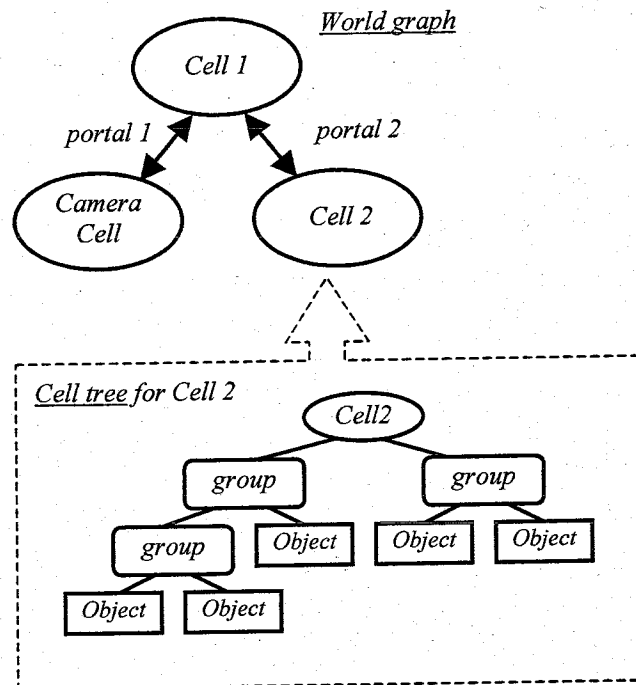 World graph
Cell 1
portal 1
portal 2
Camera
Cell
Cell 2
Cell tree for Cell 2
Cell2
group
group
group
Object
Object
Object
Object
Object